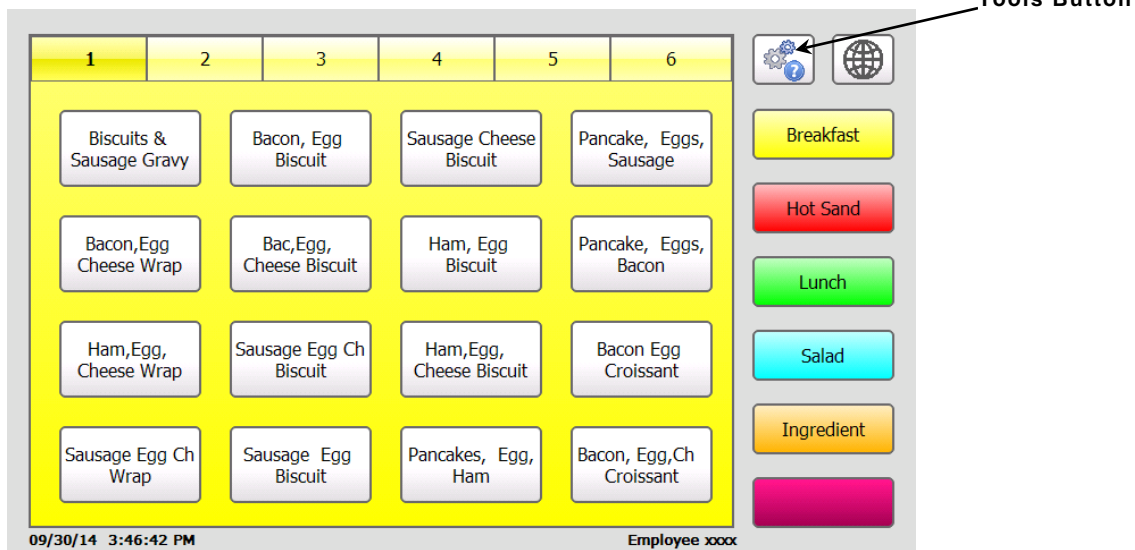 Tools Button
1 2 3 4 5 6
?
Biscuits &
Sausage Gravy
Bacon, Egg
Biscuit
Sausage Cheese
Biscuit
Pancake, Eggs,
Sausage
Breakfast
Hot Sand
Bacon,Egg
Cheese Wrap
Bac,Egg,
Cheese Biscuit
Ham, Egg
Biscuit
Pancake, Eggs,
Bacon
Lunch
Ham,Egg,
Cheese Wrap
Sausage Egg Ch
Biscuit
Ham,Egg,
Cheese Biscuit
Bacon Egg
Croissant
Salad
Ingredient
Sausage Egg Ch
Wrap
Sausage Egg
Biscuit
Pancakes, Egg,
Ham
Bacon, Egg,Ch
Croissant
09/30/14 3:46:42 PM
Employee xxxx